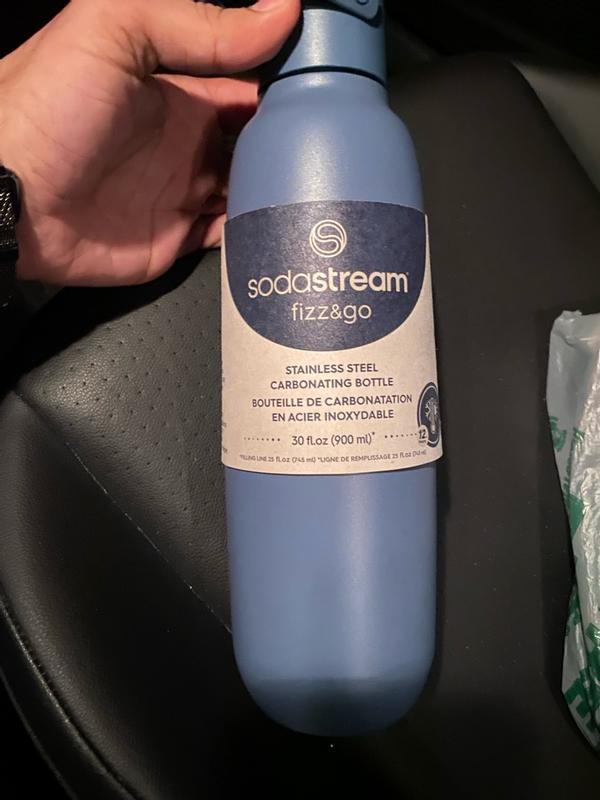 sodastream
fizz&go
STAINLESS STEEL
CARBONATING BOTTLE
BOUTEILLE DE CARBONATATION
EN ACIER INOXYDABLE
30 fl.oz (900 ml)*
12
*FILLING LINE 25 fl.oz (745 ml) *LIGNE DE REMPLISSAGE 25 fl.oz (745 ml)